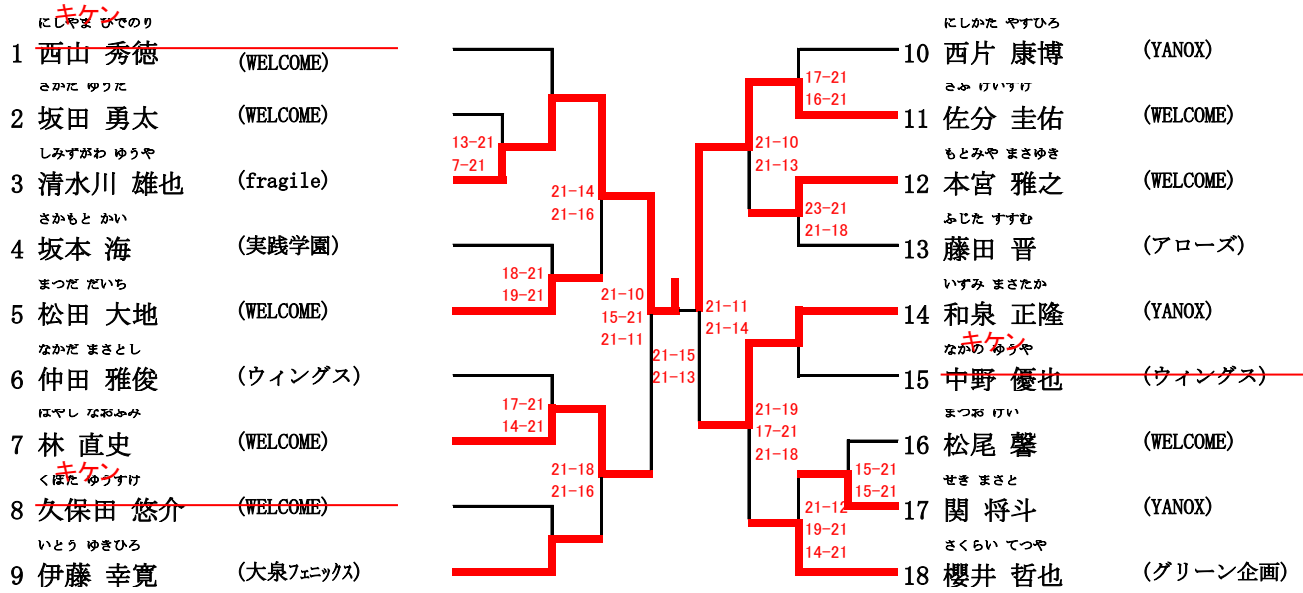 キケン
にしやま ひでのり
1 西山 秀徳 (WELCOME)
さかた ゆうた
2 坂田 勇太 (WELCOME)
しみずがわ ゆうや
3 清水川 雄也 (fragile)
さかもと かい
4 坂本 海 (実践学園)
まつだ だいち
5 松田 大地 (WELCOME)
なかだ まさとし
6 仲田 雅俊 (ウィングス)
はやし なおふみ
7 林 直史 (WELCOME)
キケン
くぼた ゆうすけ
8 久保田 悠介 (WELCOME)
いとう ゆきひろ
9 伊藤 幸寛 (大泉フェニックス)
13-21
7-21
21-14
21-16
18-21
19-21
21-10
15-21
21-11
17-21
14-21
21-18
21-16
21-15
21-13
21-11
21-14
17-21
16-21
21-10
21-13
23-21
21-18
21-19
17-21
21-18
15-21
15-21
21-12
19-21
14-21
にしかた やすひろ
10 西片 康博 (YANOX)
さぶ けいすけ
11 佐分 圭佑 (WELCOME)
もとみや まさゆき
12 本宮 雅之 (WELCOME)
ふじた すすむ
13 藤田 晋 (アローズ)
いずみ まさたか
14 和泉 正隆 (YANOX)
キケン
なかの ゆうや
15 中野 優也 (ウィングス)
まつお けい
16 松尾 馨 (WELCOME)
せき まさと
17 関 将斗 (YANOX)
さくらい てつや
18 櫻井 哲也 (グリーン企画)